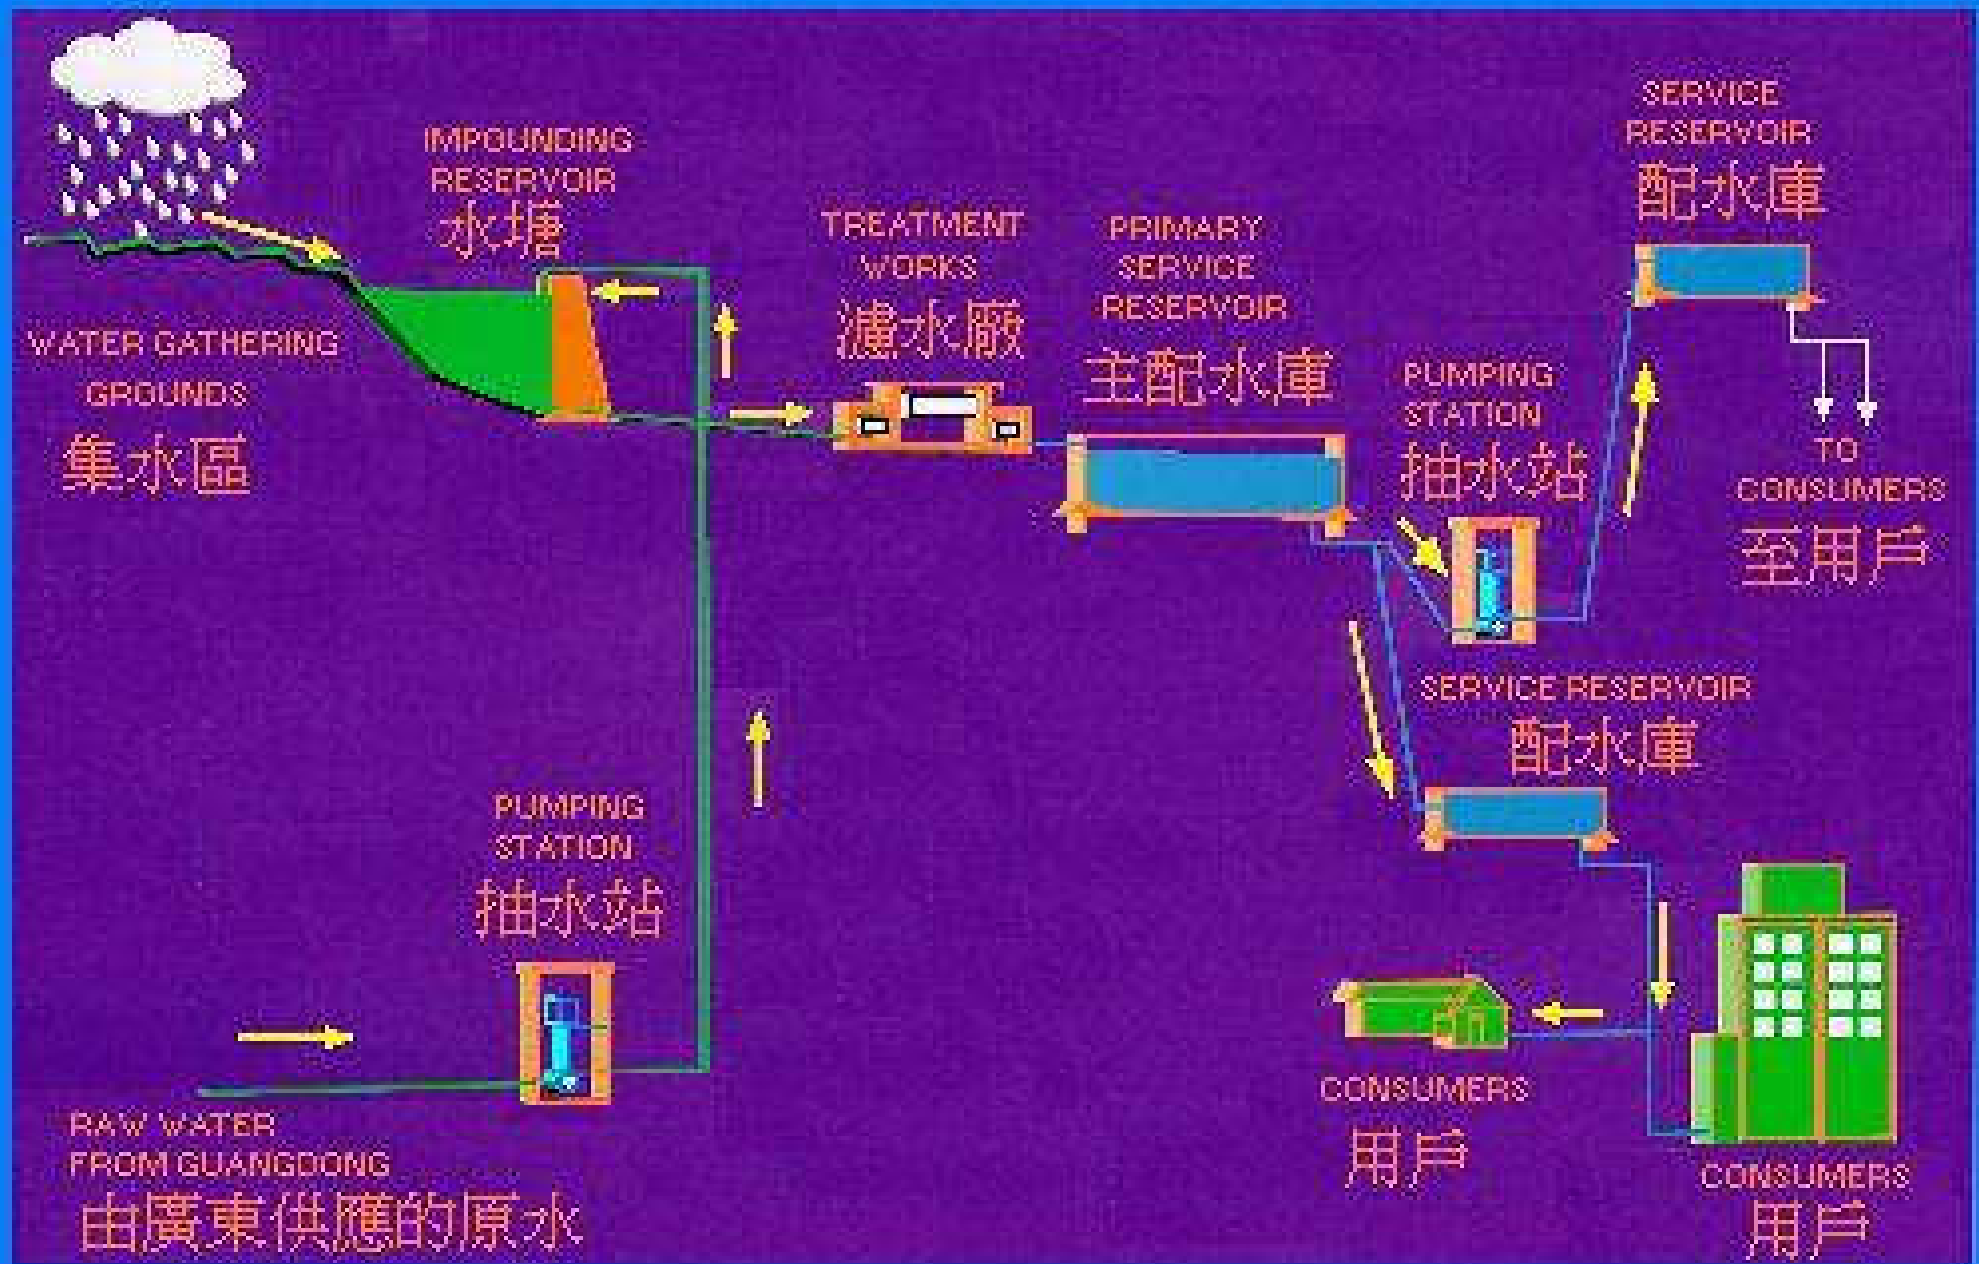 IMPOUNDING
RESERVOIR
水塘
WATER GATHERING
GROUNDS
集水區
TREATMENT
WORKS
濾水廠
PRIMARY
SERVICE
RESERVOIR
主配水庫
SERVICE
RESERVOIR
配水庫
PUMPING
STATION
抽水站
TO
CONSUMERS
至用戶
SERVICE RESERVOIR
配水庫
PUMPING
STATION
抽水站
RAW WATER
FROM GUANGDONG
由廣東供應的原水
CONSUMERS
用戶
CONSUMERS
用戶